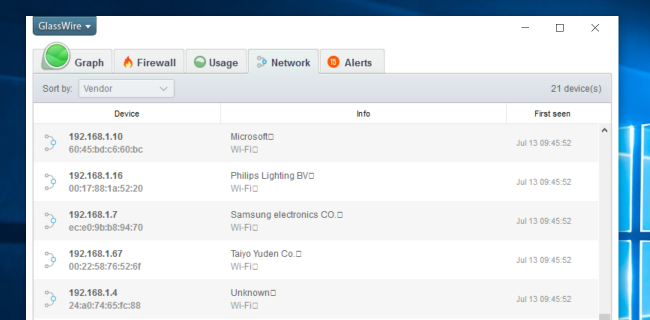 GlassWire
Graph Firewall Usage Network 15 Alerts
Sort by: Vendor 21 device(s)
Device Info First seen
192.168.1.10 Microsoft□
60:45:bd:c6:60:bc Wi-Fi□ Jul 13 09:45:52
192.168.1.16 Philips Lighting BV□
00:17:88:1a:52:20 Wi-Fi□ Jul 13 09:45:52
192.168.1.7 Samsung electronics CO.□
ec:e0:9b:b8:94:70 Wi-Fi□ Jul 13 09:45:52
192.168.1.67 Taiyo Yuden Co.□
00:22:58:76:52:6f Wi-Fi□ Jul 13 09:45:52
192.168.1.4 Unknown□
24:a0:74:65:fc:88 Wi-Fi□ Jul 13 09:45:52